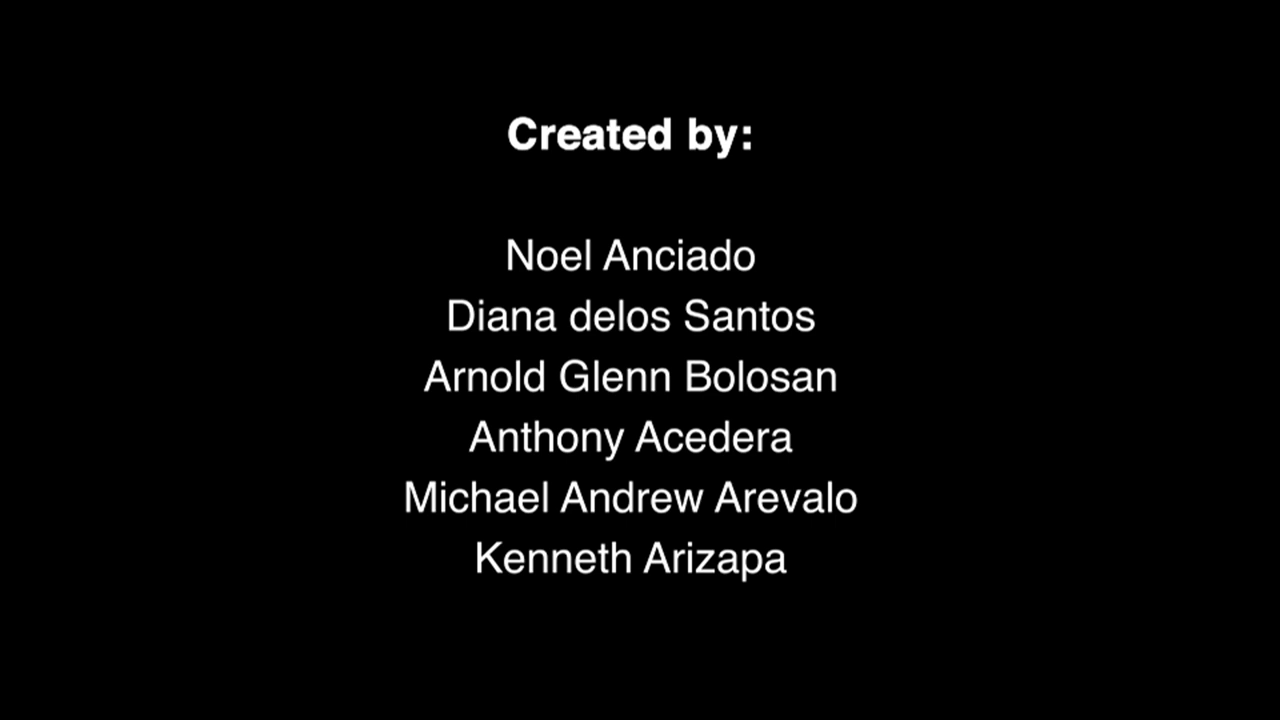 Created by:
Noel Anciado
Diana delos Santos
Arnold Glenn Bolosan
Anthony Acedera
Michael Andrew Arevalo
Kenneth Arizapa